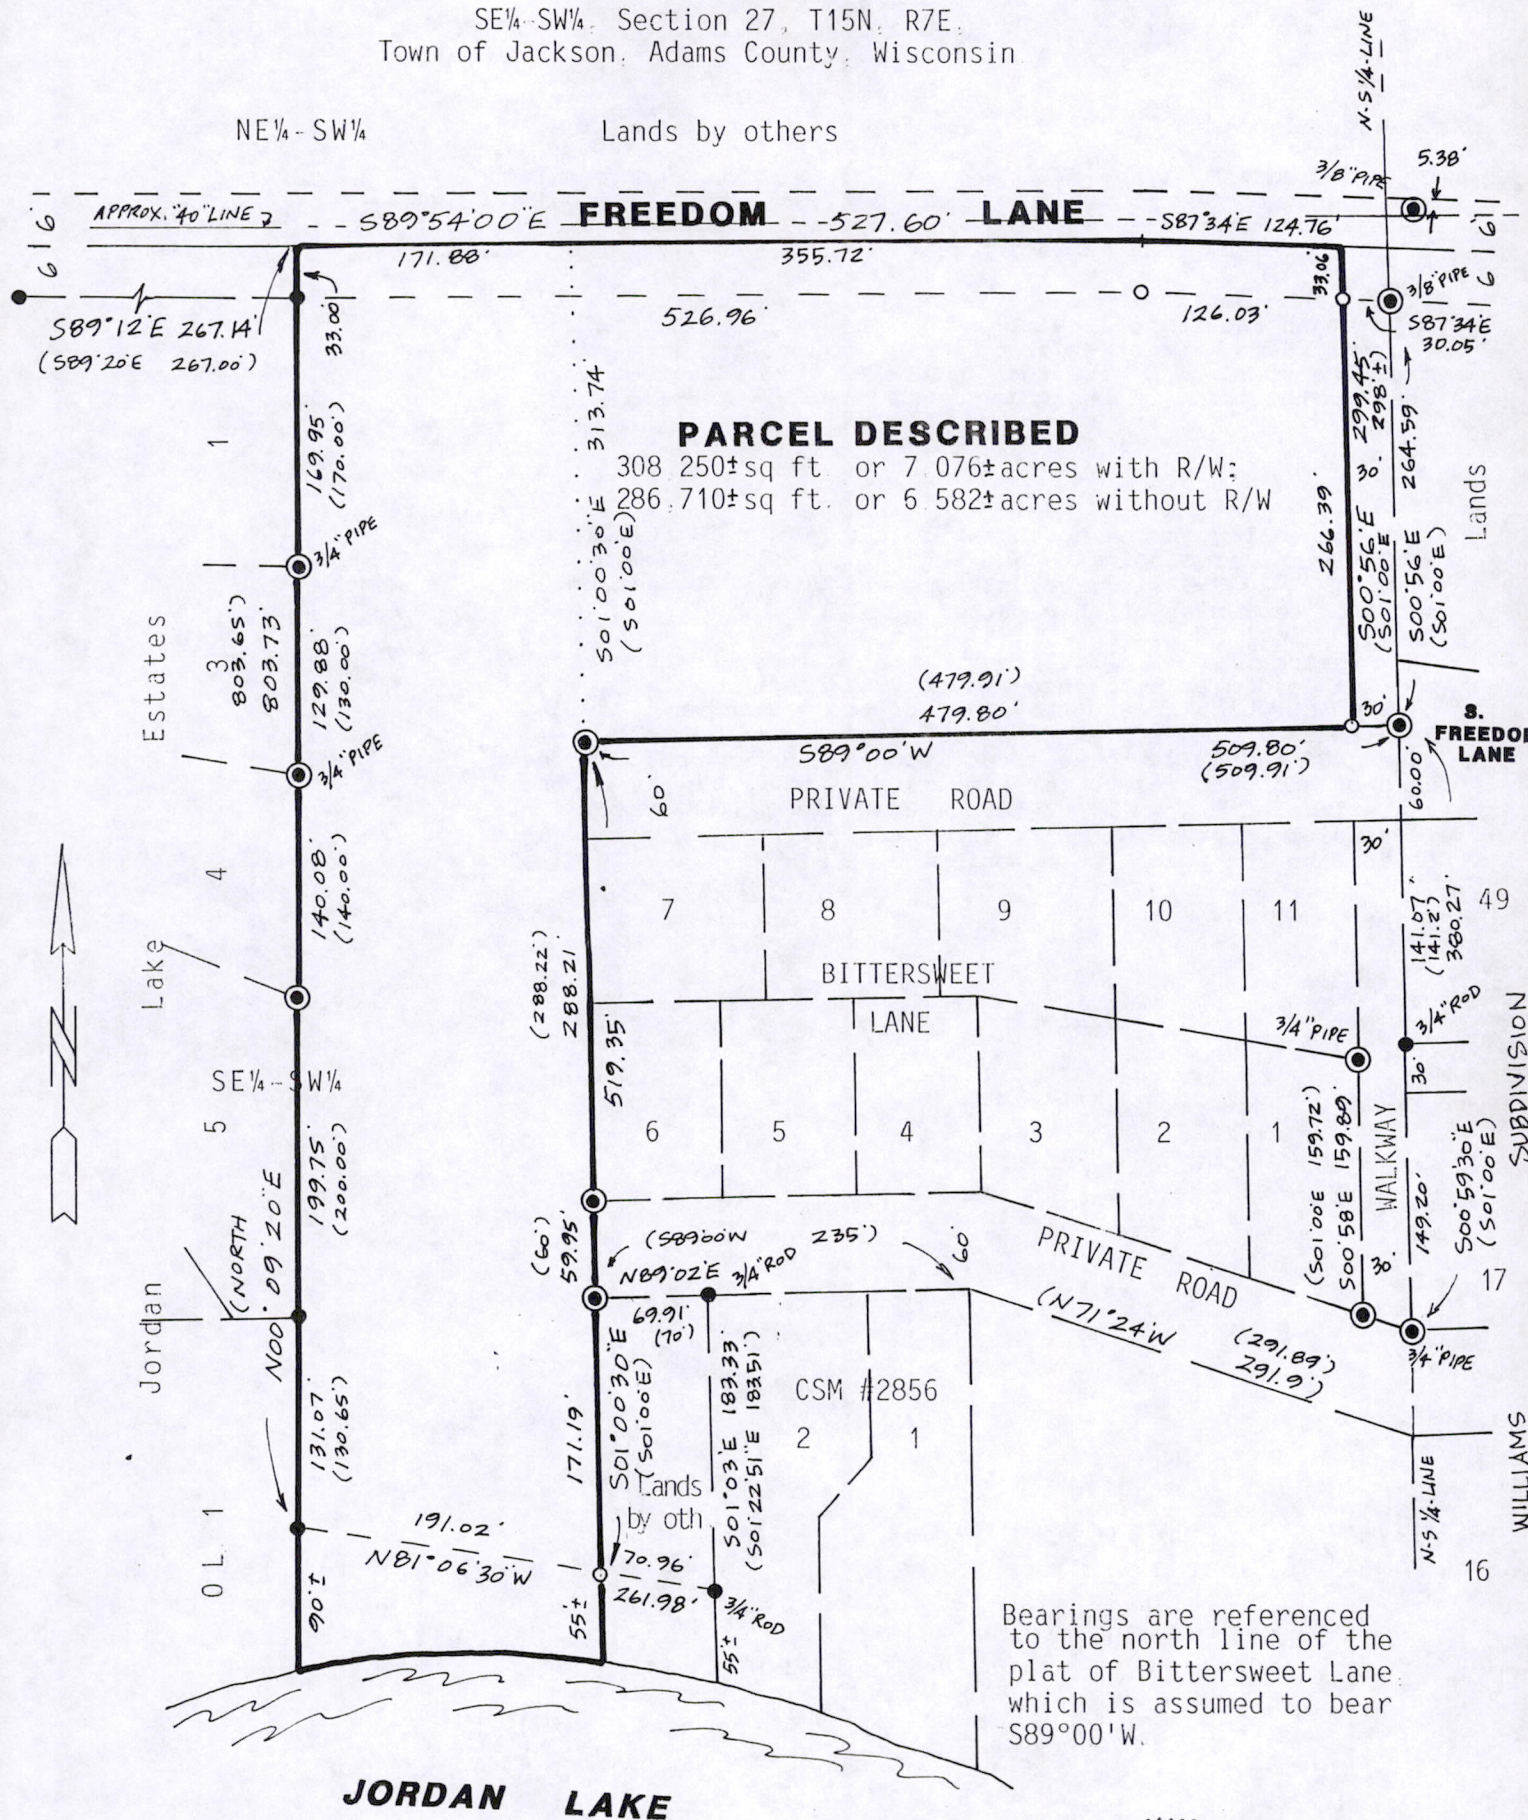 SE¼-SW¼, Section 27, T15N, R7E,
Town of Jackson, Adams County, Wisconsin
N-S ¼-LINE
NE¼-SW¼
Lands by others
3/8" PIPE
5.38'
6'
6'
APPROX. "40" LINE
S89°54'00"E
FREEDOM
527.60'
LANE
S87°34'E 124.76'
6'
6
171.88'
355.72'
33.06'
3/8" PIPE
S89°12'E 267.14'
(S89°20'E 267.00')
33.00'
526.96'
126.03'
S87°34'E
30.05'
1
169.95'
(170.00')
S01°00'30"E 313.74'
(S01°00'E)
PARCEL DESCRIBED
308,250±sq ft. or 7.076±acres with R/W;
286,710±sq ft. or 6.582±acres without R/W
266.39'
S00°56'E 30' 299.45'
(S01°00'E 298'±)
S00°56'E 264.59'
(S01°00'E)
Lands
3/4" PIPE
Estates
3
803.65')
803.73'
129.88'
(130.00')
3/4" PIPE
(479.91')
479.80'
30'
S89°00'W
509.80'
(509.91')
S. FREEDOM
LANE
60'
PRIVATE ROAD
60.00'
30'
4
140.08'
(140.00')
7
8
9
10
11
141.07'
(141.2')
380.27'
49
Lake
(288.22')
288.21
BITTERSWEET
LANE
3/4" PIPE
3/4" ROD
519.35'
30'
SUBDIVISION
N
SE¼-SW¼
5
6
5
4
3
2
1
(S01°00'E 159.72')
S00°58'E 159.89'
WALKWAY
199.75'
(200.00')
149.20'
S00°59'30"E
(S01°00'E)
(NORTH
N00°09'20"E
(60')
59.95'
(S89°00'W 235')
N89°02'E 3/4" ROD
60'
PRIVATE ROAD
30'
17
69.91'
(70')
(N71°24'W
(291.89')
291.9')
3/4" PIPE
Jordan
131.07'
(130.65')
171.19'
S01°00'30"E
(S01°00'E)
S01°03'E 183.33'
(S01°22'51"E 183.51')
CSM #2856
2
1
WILLIAMS
Lands
by oth
N-S ¼-LINE
OL 1
191.02'
N81°06'30"W
70.96'
261.98'
3/4" ROD
16
90'±
55'±
55'±
Bearings are referenced
to the north line of the
plat of Bittersweet Lane,
which is assumed to bear
S89°00'W.
JORDAN LAKE